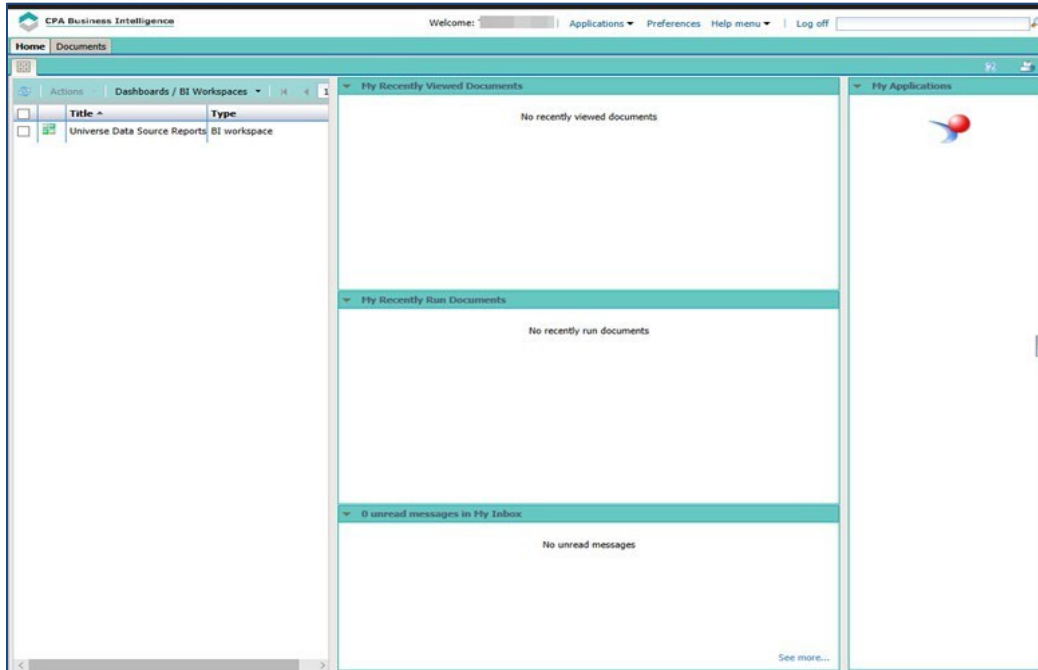 CPA Business Intelligence
Welcome: Applications Preferences Help menu | Log off
Home Documents
Actions Dashboards / BI Workspaces 1
Title Type
Universe Data Source Reports BI workspace
My Recently Viewed Documents
No recently viewed documents
My Recently Run Documents
No recently run documents
0 unread messages in My Inbox
No unread messages
See more...
My Applications